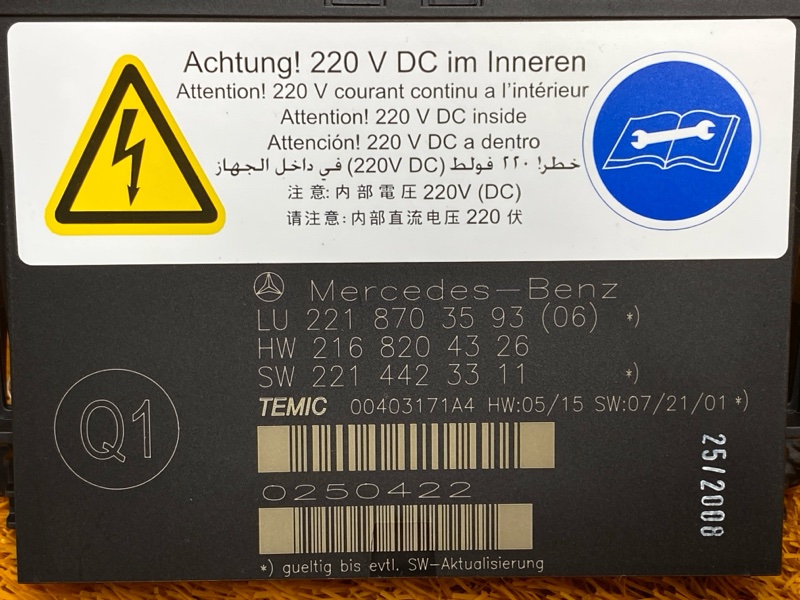 Achtung! 220 V DC im Inneren
Attention! 220 V courant continu a l'intérieur
Attention! 220 V DC inside
Attención! 220 V DC a dentro
خطر! ٢٢٠ فولط (220V DC) في داخل الجهاز
注意:内部電圧 220V (DC)
请注意:内部直流电压 220 伏
Mercedes-Benz
LU 221 870 35 93 (06) *)
HW 216 820 43 26
SW 221 442 33 11 *)
TEMIC 00403171A4 HW:05/15 SW:07/21/01 *)
Q1
25/2008
0250422
*) gueltig bis evtl. SW-Aktualisierung